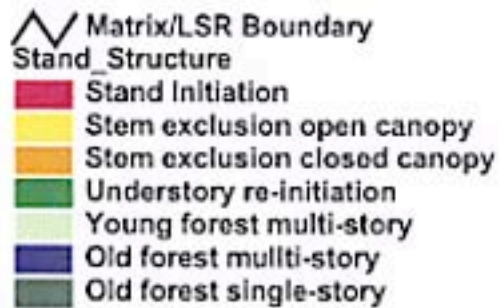 Matrix/LSR Boundary
Stand_Structure
Stand Initiation
Stem exclusion open canopy
Stem exclusion closed canopy
Understory re-initiation
Young forest multi-story
Old forest mullti-story
Old forest single-story